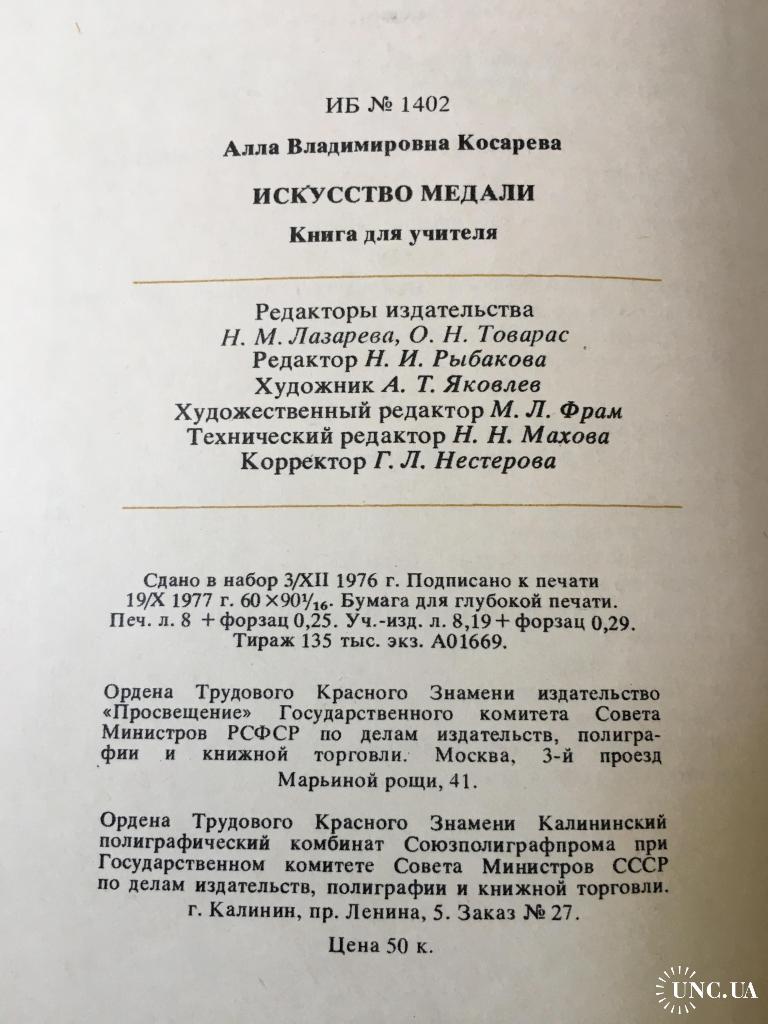 ИБ № 1402
Алла Владимировна Косарева
ИСКУССТВО МЕДАЛИ
Книга для учителя
Редакторы издательства
Н. М. Лазарева, О. Н. Товарас
Редактор Н. И. Рыбакова
Художник А. Т. Яковлев
Художественный редактор М. Л. Фрам
Технический редактор Н. Н. Махова
Корректор Г. Л. Нестерова
Сдано в набор 3/XII 1976 г. Подписано к печати
19/X 1977 г. 60×90¹/₁₆. Бумага для глубокой печати.
Печ. л. 8 + форзац 0,25. Уч.-изд. л. 8,19 + форзац 0,29.
Тираж 135 тыс. экз. А01669.
Ордена Трудового Красного Знамени издательство
«Просвещение» Государственного комитета Совета
Министров РСФСР по делам издательств, полигра-
фии и книжной торговли. Москва, 3-й проезд
Марьиной рощи, 41.
Ордена Трудового Красного Знамени Калининский
полиграфический комбинат Союзполиграфпрома при
Государственном комитете Совета Министров СССР
по делам издательств, полиграфии и книжной торговли.
г. Калинин, пр. Ленина, 5. Заказ № 27.
Цена 50 к.
UNC.UA